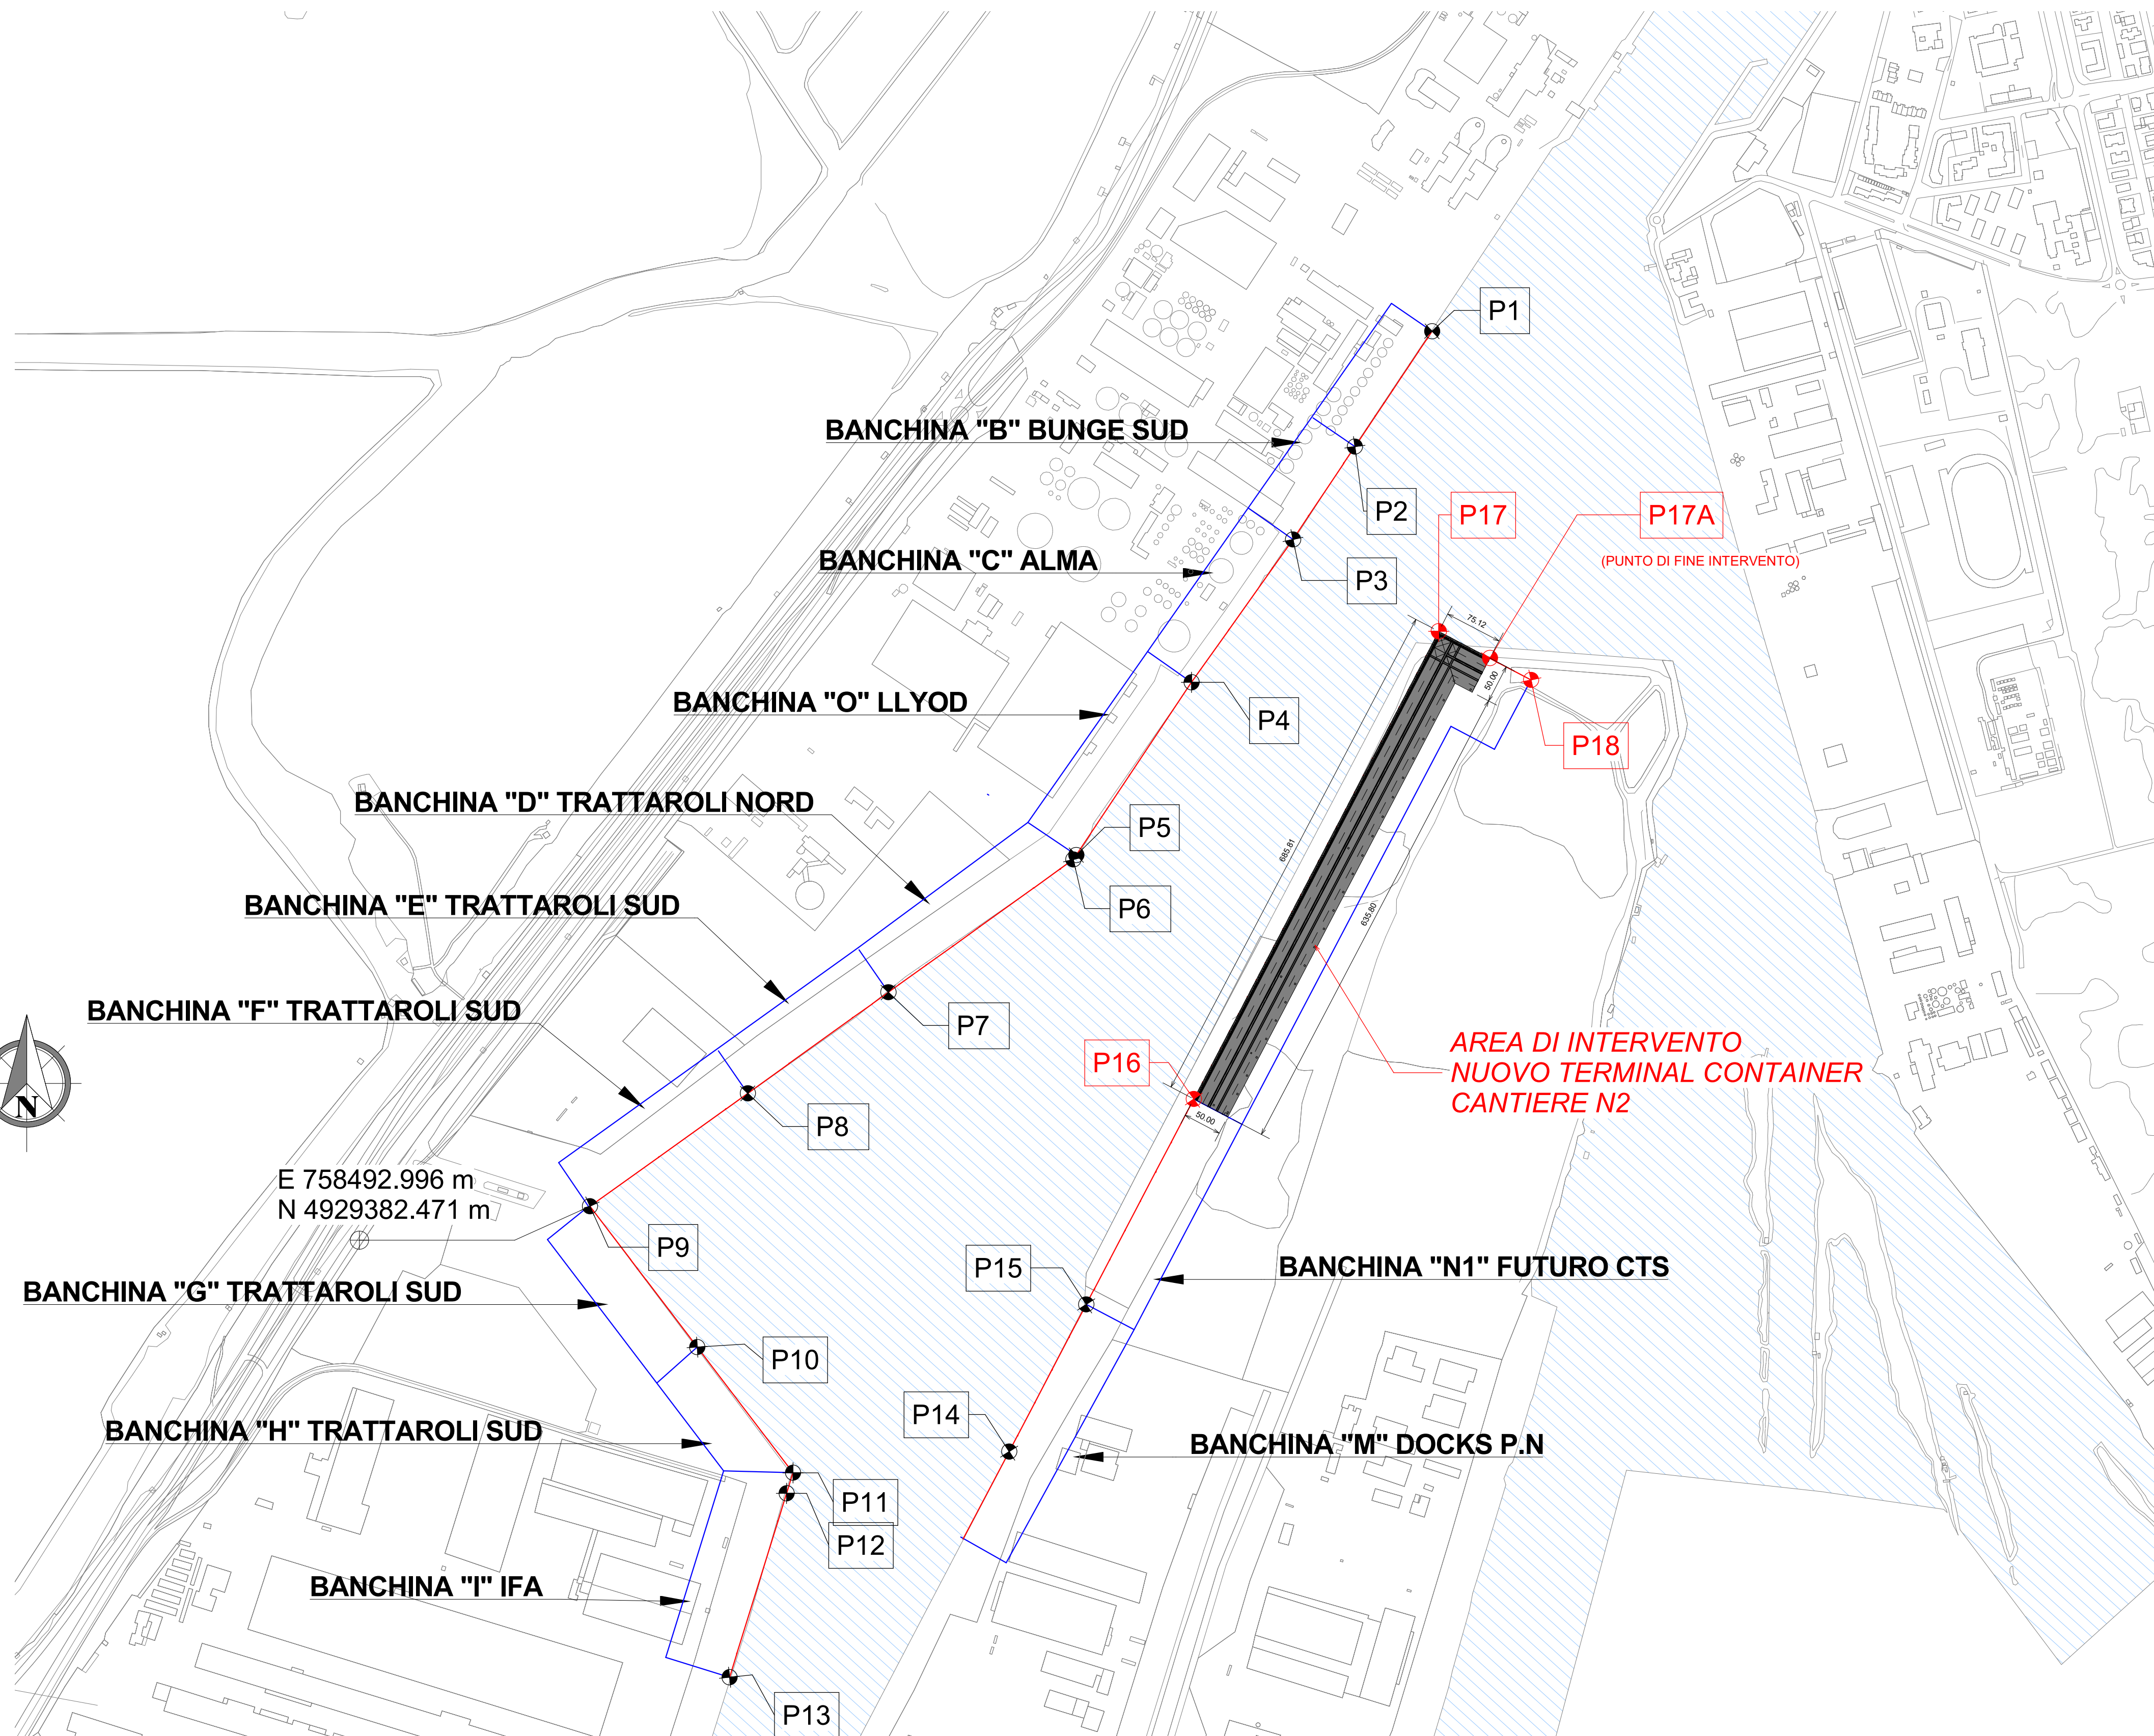 P1
BANCHINA "B" BUNGE SUD
P2
P17
P17A
(PUNTO DI FINE INTERVENTO)
BANCHINA "C" ALMA
P3
75.12
50.00
BANCHINA "O" LLYOD
P4
P18
BANCHINA "D" TRATTAROLI NORD
P5
685.81
BANCHINA "E" TRATTAROLI SUD
P6
635.80
BANCHINA "F" TRATTAROLI SUD
P7
AREA DI INTERVENTO
NUOVO TERMINAL CONTAINER
CANTIERE N2
P16
N
50.00
P8
E 758492.996 m
N 4929382.471 m
P9
P15
BANCHINA "N1" FUTURO CTS
BANCHINA "G" TRATTAROLI SUD
P10
P14
BANCHINA "H" TRATTAROLI SUD
BANCHINA "M" DOCKS P.N
P11
P12
BANCHINA "I" IFA
P13